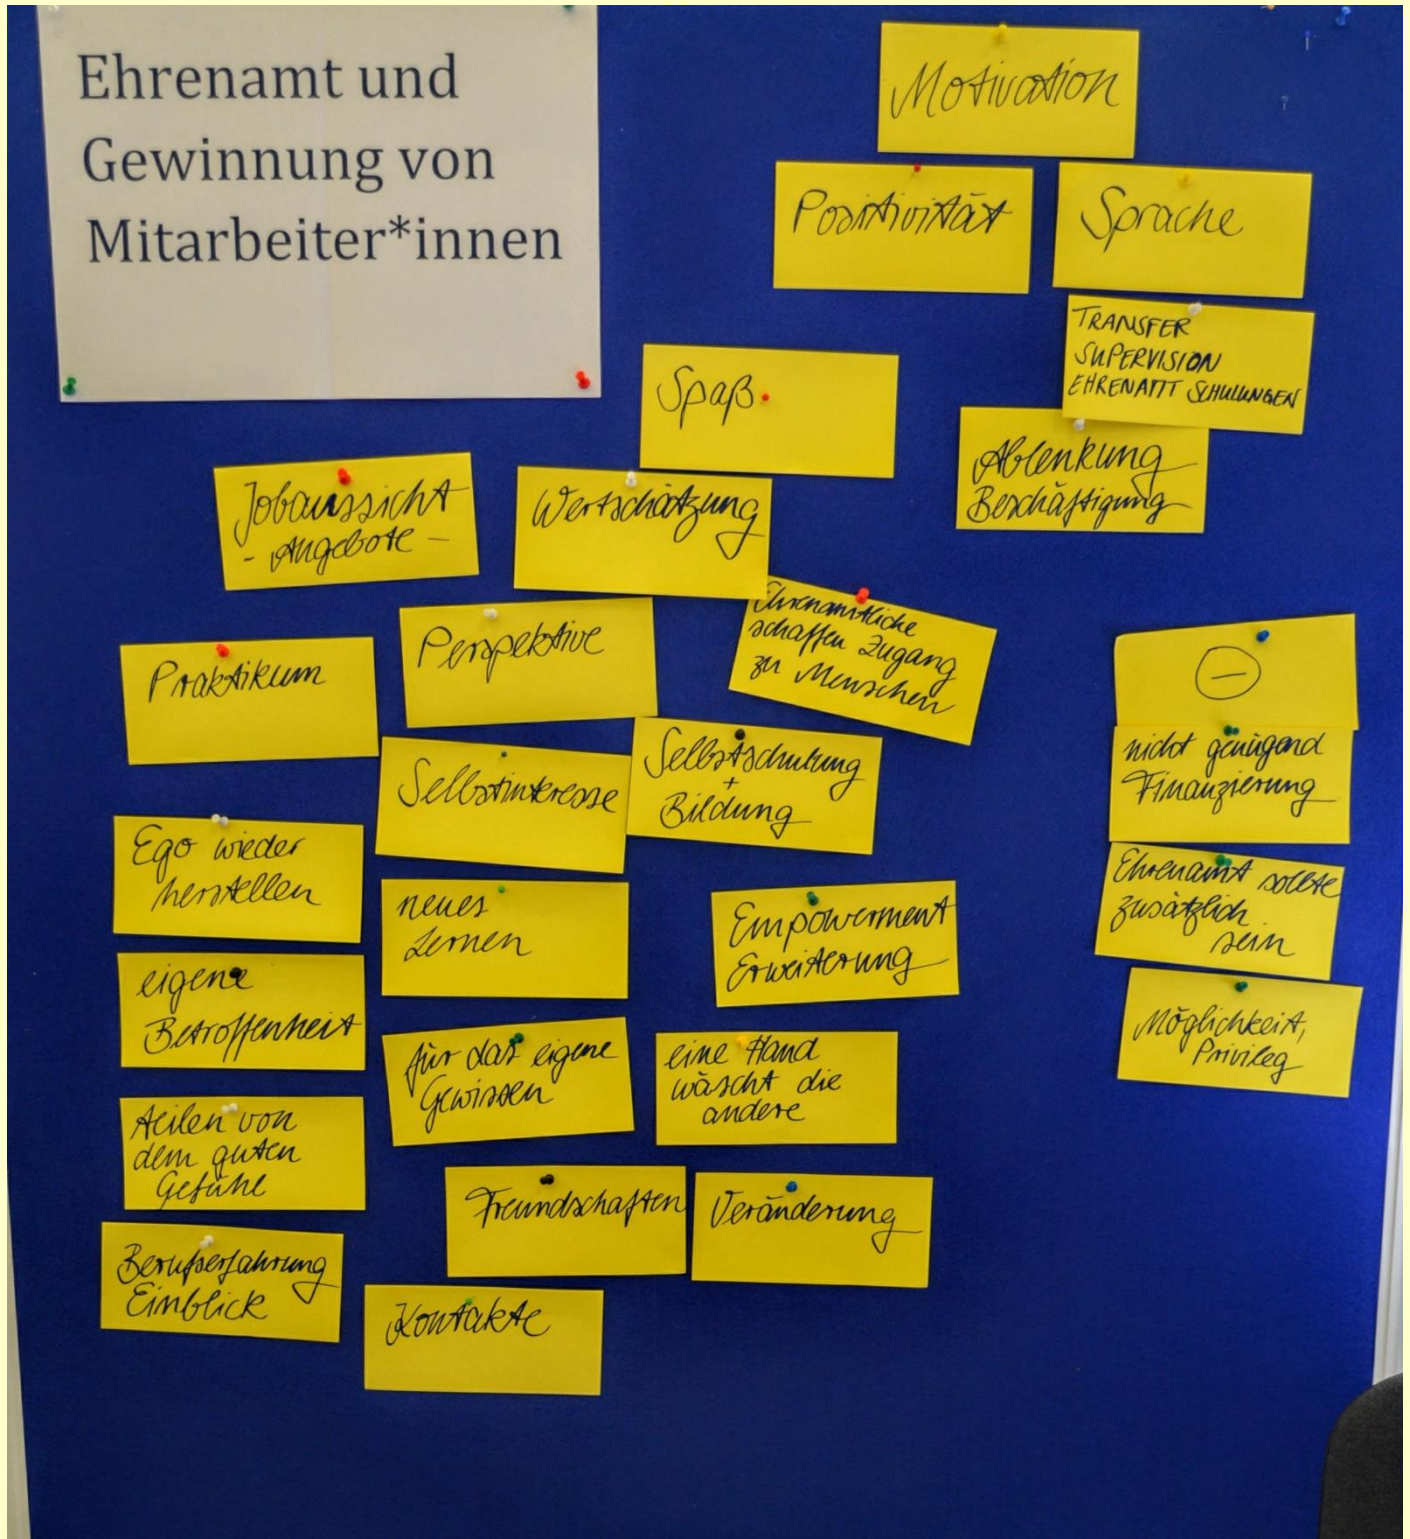 Ehrenamt und
Gewinnung von
Mitarbeiter*innen
Motivation
Positivität
Sprache
TRANSFER
SUPERVISION
EHRENAMT SCHULUNGEN
Spaß
Ablenkung
Beschäftigung
Jobaussicht
- Angebote -
Wertschätzung
Ehrenamtliche
schaffen Zugang
zu Menschen
Praktikum
Perspektive
Selbstinteresse
Selbstschulung
+
Bildung
Ego wieder
herstellen
neues
Lernen
Empowerment
Erweiterung
eigene
Betroffenheit
für das eigene
Gewissen
eine Hand
wäscht die
andere
teilen von
dem guten
Gefühl
Freundschaften
Veränderung
Berufserfahrung
Einblick
Kontakte
-
nicht genügend
Finanzierung
Ehrenamt sollte
zusätzlich
sein
Möglichkeit,
Privileg